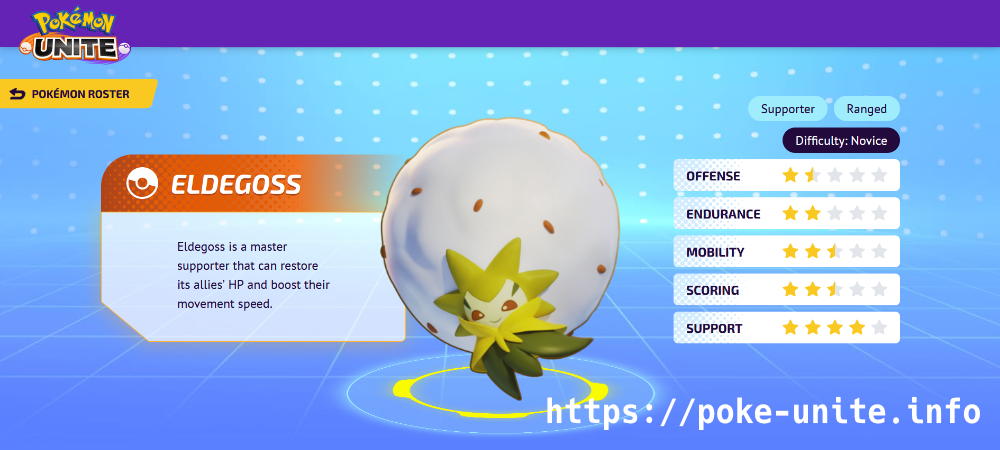 POKÉMON
UNITE
POKÉMON ROSTER
Supporter
Ranged
Difficulty: Novice
ELDEGOSS
Eldegoss is a master
supporter that can restore
its allies' HP and boost their
movement speed.
OFFENSE
ENDURANCE
MOBILITY
SCORING
SUPPORT
https://poke-unite.info